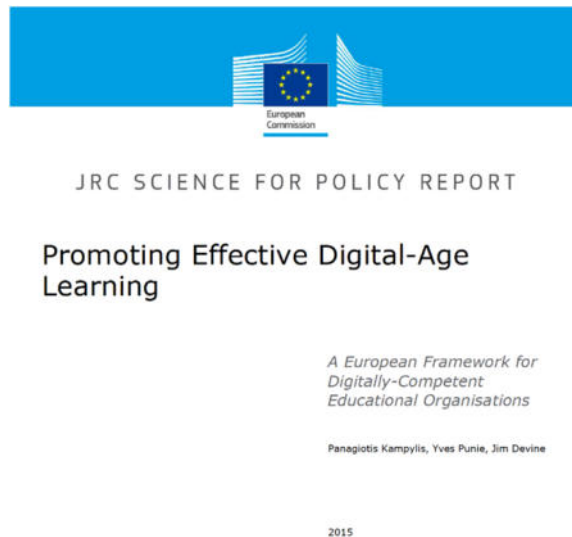 European
Commission
JRC SCIENCE FOR POLICY REPORT
Promoting Effective Digital-Age
Learning
A European Framework for
Digitally-Competent
Educational Organisations
Panagiotis Kampylis, Yves Punie, Jim Devine
2015